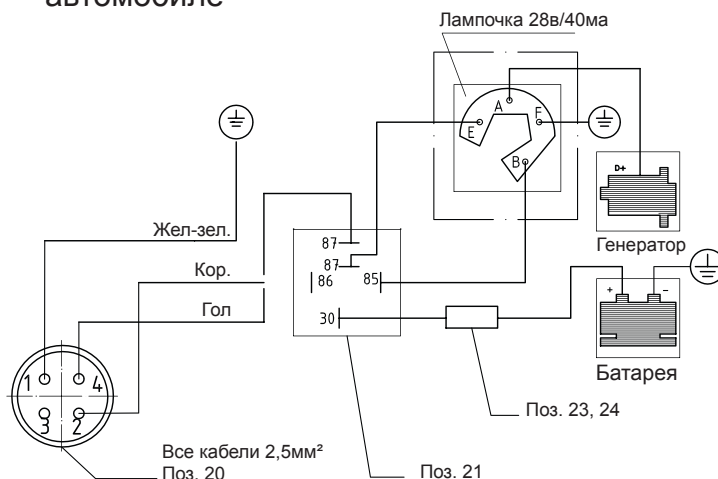 автомобиле
Лампочка 28в/40ма
A
E
F
B
D+
Генератор
Жел-зел.
87
87
Кор.
86
85
Гол
30
+
−
Батарея
1
4
3
2
Поз. 23, 24
Все кабели 2,5мм²
Поз. 20
Поз. 21